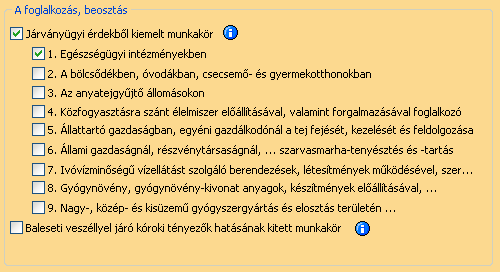 A foglalkozás, beosztás
Járványügyi érdekből kiemelt munkakör
1. Egészségügyi intézményekben
2. A bölcsődékben, óvodákban, csecsemő- és gyermekotthonokban
3. Az anyatejgyűjtő állomásokon
4. Közfogyasztásra szánt élelmiszer előállításával, valamint forgalmazásával foglalkozó
5. Állattartó gazdaságban, egyéni gazdálkodónál a tej fejését, kezelését és feldolgozása
6. Állami gazdaságnál, részvénytársaságnál, ... szarvasmarha-tenyésztés és -tartás
7. Ivóvízminőségű vízellátást szolgáló berendezések, létesítmények működésével, szer...
8. Gyógynövény, gyógynövény-kivonat anyagok, készítmények előállításával, ...
9. Nagy-, közép- és kisüzemű gyógyszergyártás és elosztás területén ...
Baleseti veszéllyel járó kóroki tényezők hatásának kitett munkakör